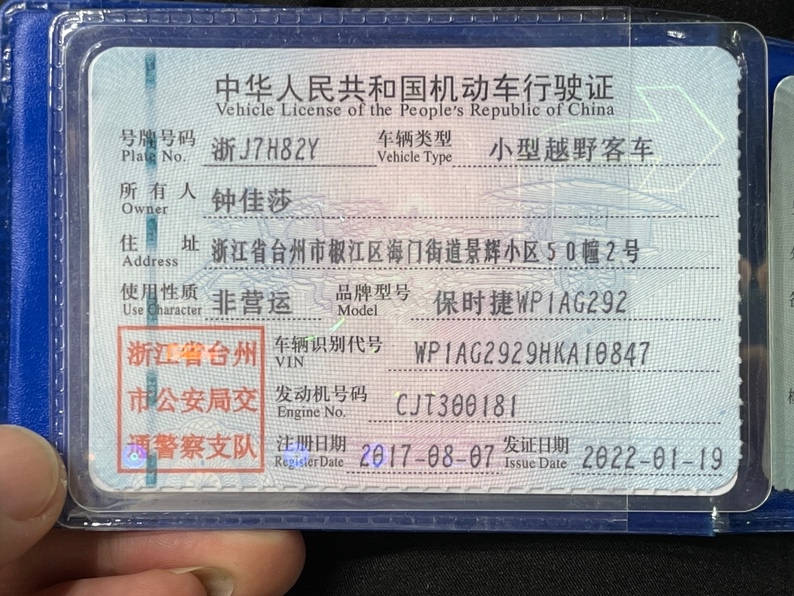 中华人民共和国机动车行驶证
Vehicle License of the People's Republic of China
号牌号码 浙J7H82Y 车辆类型 小型越野客车
Plate No. Vehicle Type
所有人 钟佳莎
Owner
住址 浙江省台州市椒江区海门街道景辉小区50幢2号
Address
使用性质 非营运 品牌型号 保时捷WP1AG292
Use Character Model
浙江省台州 车辆识别代号 WP1AG2929HKA10847
VIN
市公安局交 发动机号码 CJT300181
Engine No.
通警察支队 注册日期 2017-08-07 发证日期 2022-01-19
Register Date Issue Date